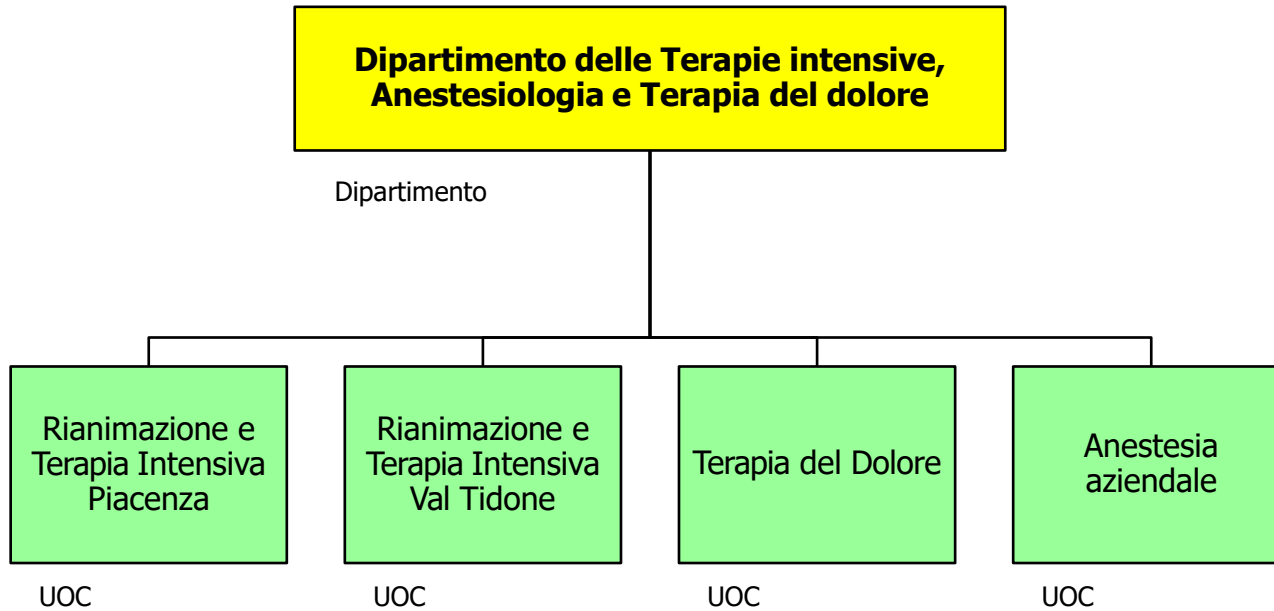 Dipartimento delle Terapie intensive,
Anestesiologia e Terapia del dolore
Dipartimento
Rianimazione e
Terapia Intensiva
Piacenza
UOC
Rianimazione e
Terapia Intensiva
Val Tidone
UOC
Terapia del Dolore
UOC
Anestesia
aziendale
UOC